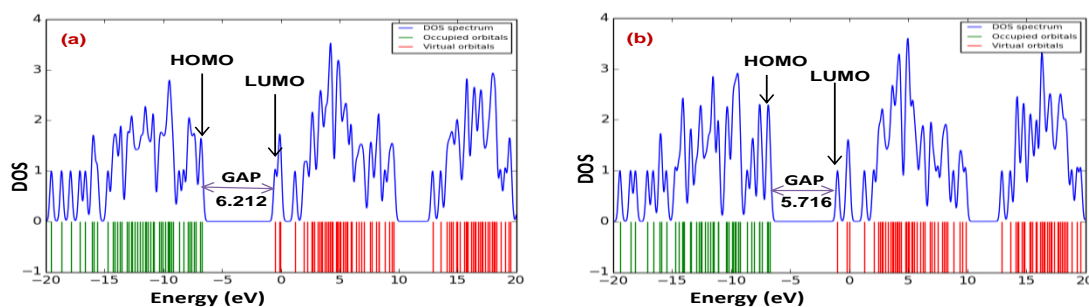 (a)
DOS spectrum
Occupied orbitals
Virtual orbitals
HOMO
LUMO
GAP
6.212
DOS
4
3
2
1
0
−1
−20 −15 −10 −5 0 5 10 15 20
Energy (eV)
(b)
DOS spectrum
Occupied orbitals
Virtual orbitals
HOMO
LUMO
GAP
5.716
DOS
4
3
2
1
0
−1
−20 −15 −10 −5 0 5 10 15 20
Energy (eV)